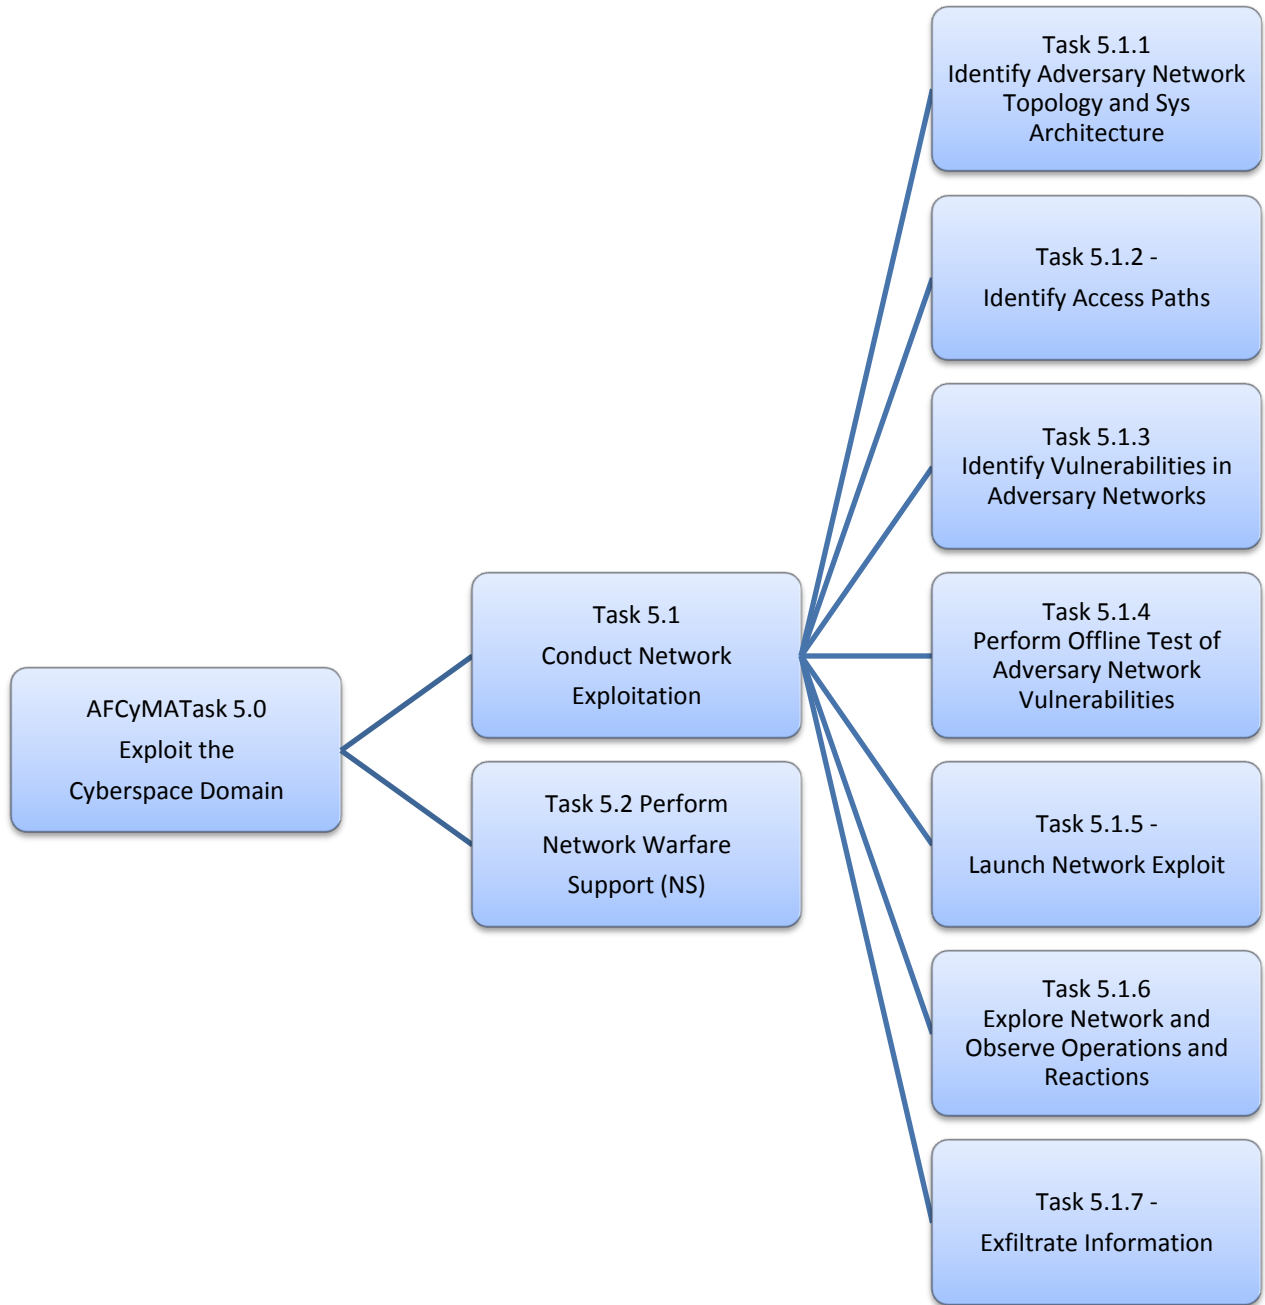 AFCyMATask 5.0
Exploit the
Cyberspace Domain
Task 5.1
Conduct Network
Exploitation
Task 5.2 Perform
Network Warfare
Support (NS)
Task 5.1.1
Identify Adversary Network
Topology and Sys
Architecture
Task 5.1.2 -
Identify Access Paths
Task 5.1.3
Identify Vulnerabilities in
Adversary Networks
Task 5.1.4
Perform Offline Test of
Adversary Network
Vulnerabilities
Task 5.1.5 -
Launch Network Exploit
Task 5.1.6
Explore Network and
Observe Operations and
Reactions
Task 5.1.7 -
Exfiltrate Information